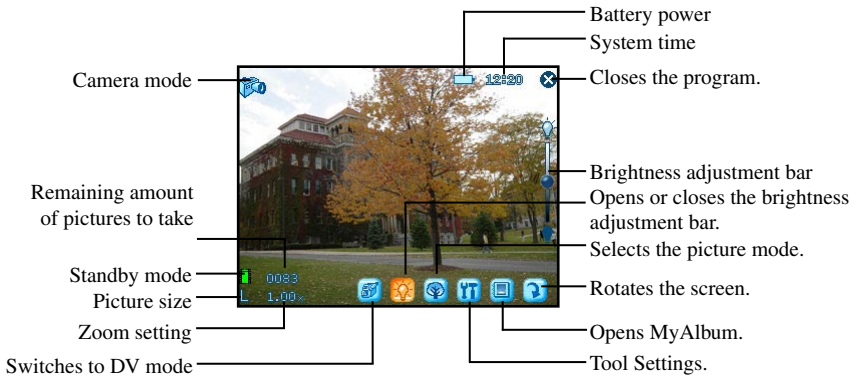 Battery power
System time
Camera mode
12:20
Closes the program.
Brightness adjustment bar
Remaining amount
of pictures to take
Opens or closes the brightness
adjustment bar.
Selects the picture mode.
Standby mode
0083
Picture size
L 1.00×
Rotates the screen.
Zoom setting
Opens MyAlbum.
Switches to DV mode
Tool Settings.